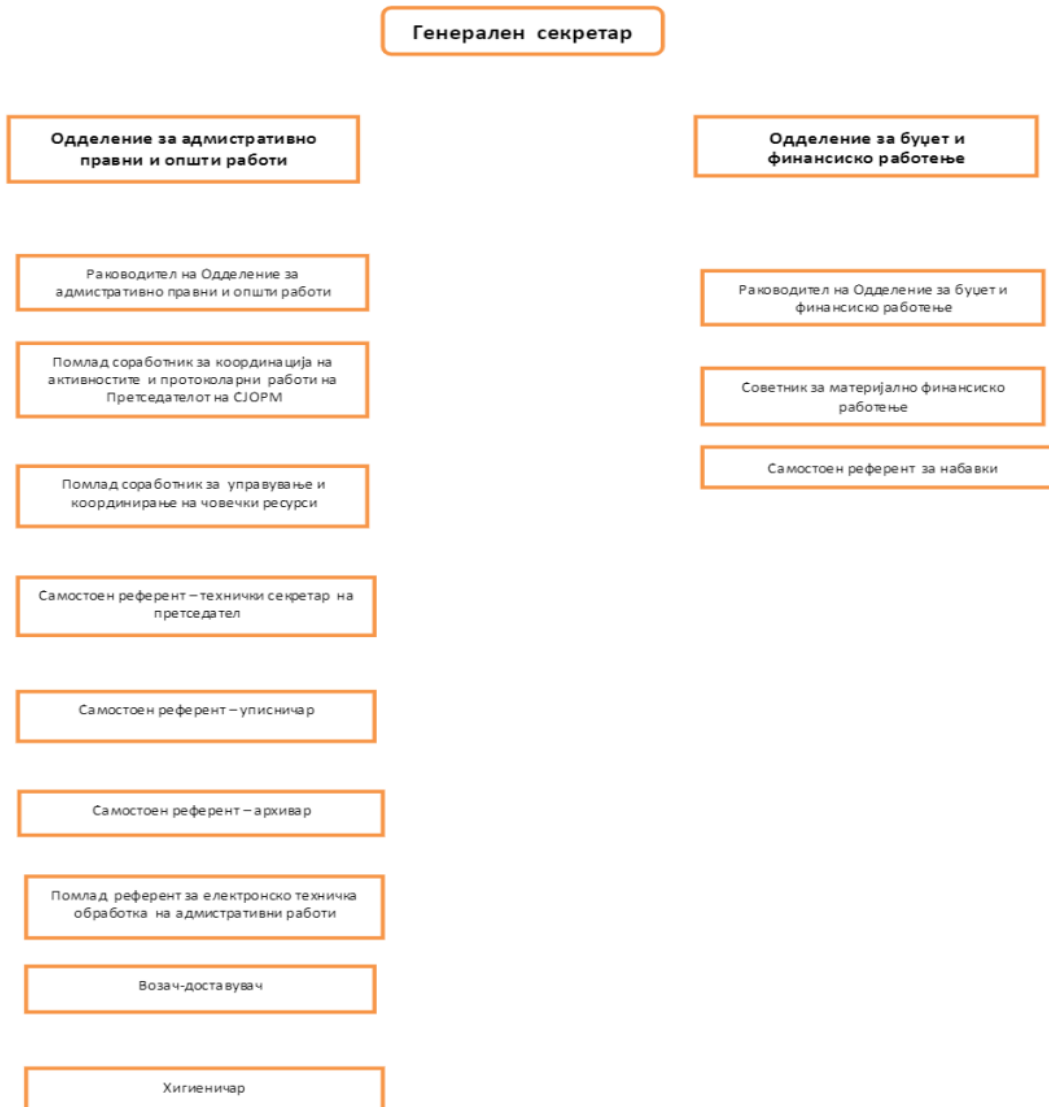 Генерален секретар
Одделение за адмистративно
правни и општи работи
Раководител на Одделение за
адмистративно правни и општи работи
Помлад соработник за координација на
активностите и протоколарни работи на
Претседателот на СЈОРМ
Помлад соработник за управување и
координирање на човечки ресурси
Самостоен референт – технички секретар на
претседател
Самостоен референт – уписничар
Самостоен референт – архивар
Помлад референт за електронско техничка
обработка на адмистративни работи
Возач-доставувач
Хигиеничар
Одделение за буџет и
финансиско работење
Раководител на Одделение за буџет и
финансиско работење
Советник за материјално финансиско
работење
Самостоен референт за набавки